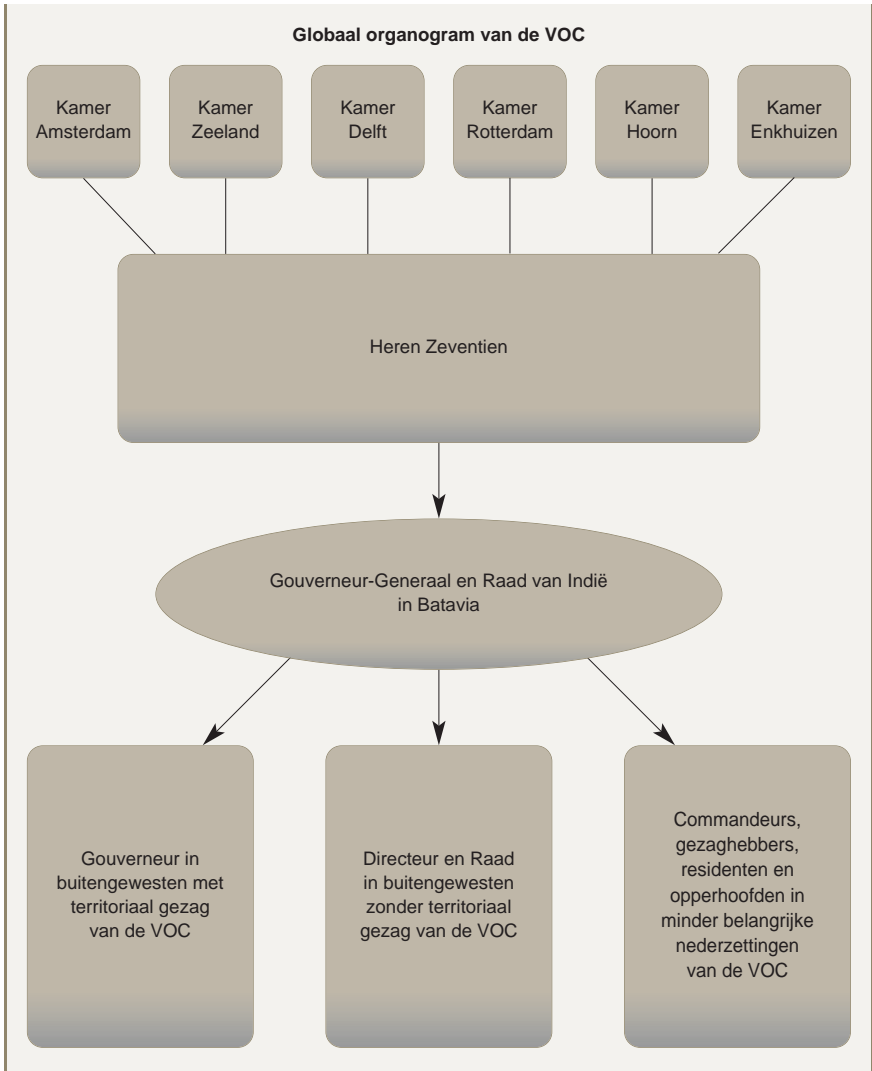 Globaal organogram van de VOC
Kamer
Amsterdam
Kamer
Zeeland
Kamer
Delft
Kamer
Rotterdam
Kamer
Hoorn
Kamer
Enkhuizen
Heren Zeventien
Gouverneur-Generaal en Raad van Indië
in Batavia
Gouverneur in
buitengewesten met
territoriaal gezag
van de VOC
Directeur en Raad
in buitengewesten
zonder territoriaal
gezag van de VOC
Commandeurs,
gezaghebbers,
residenten en
opperhoofden in
minder belangrijke
nederzettingen
van de VOC